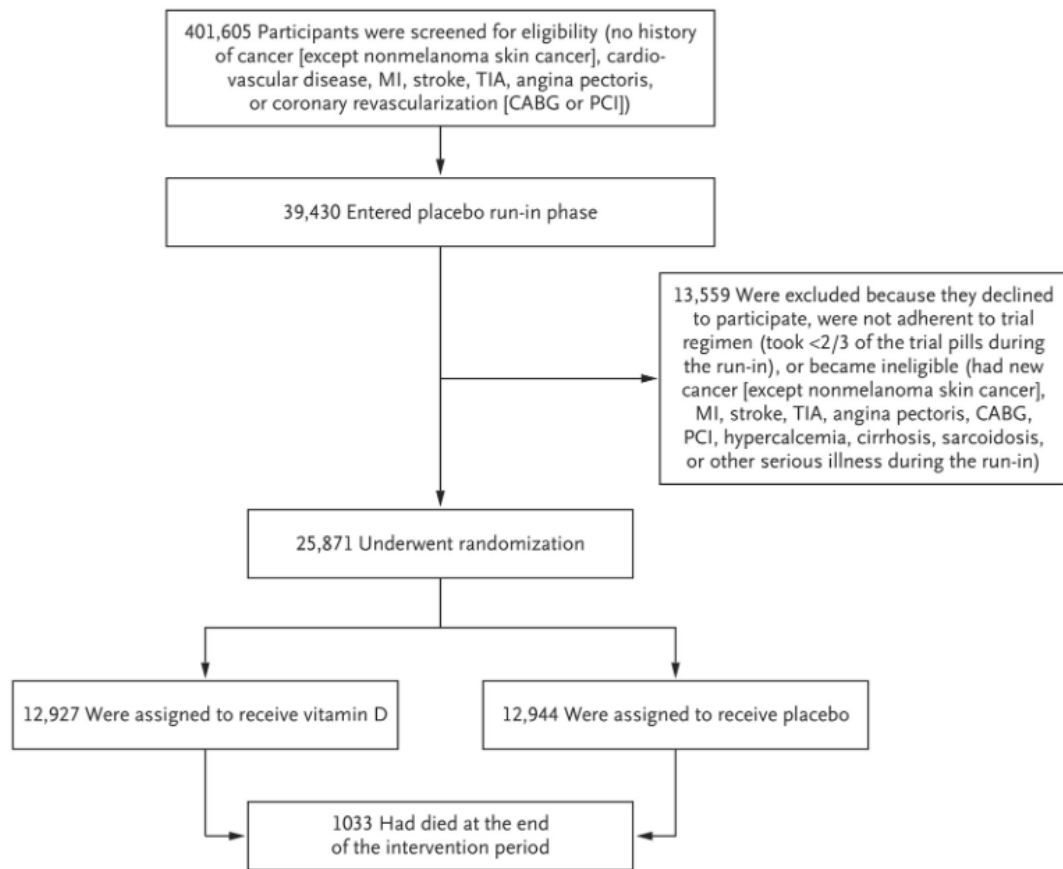 401,605 Participants were screened for eligibility (no history
of cancer [except nonmelanoma skin cancer], cardio-
vascular disease, MI, stroke, TIA, angina pectoris,
or coronary revascularization [CABG or PCI])
39,430 Entered placebo run-in phase
13,559 Were excluded because they declined
to participate, were not adherent to trial
regimen (took <2/3 of the trial pills during
the run-in), or became ineligible (had new
cancer [except nonmelanoma skin cancer],
MI, stroke, TIA, angina pectoris, CABG,
PCI, hypercalcemia, cirrhosis, sarcoidosis,
or other serious illness during the run-in)
25,871 Underwent randomization
12,927 Were assigned to receive vitamin D
12,944 Were assigned to receive placebo
1033 Had died at the end
of the intervention period